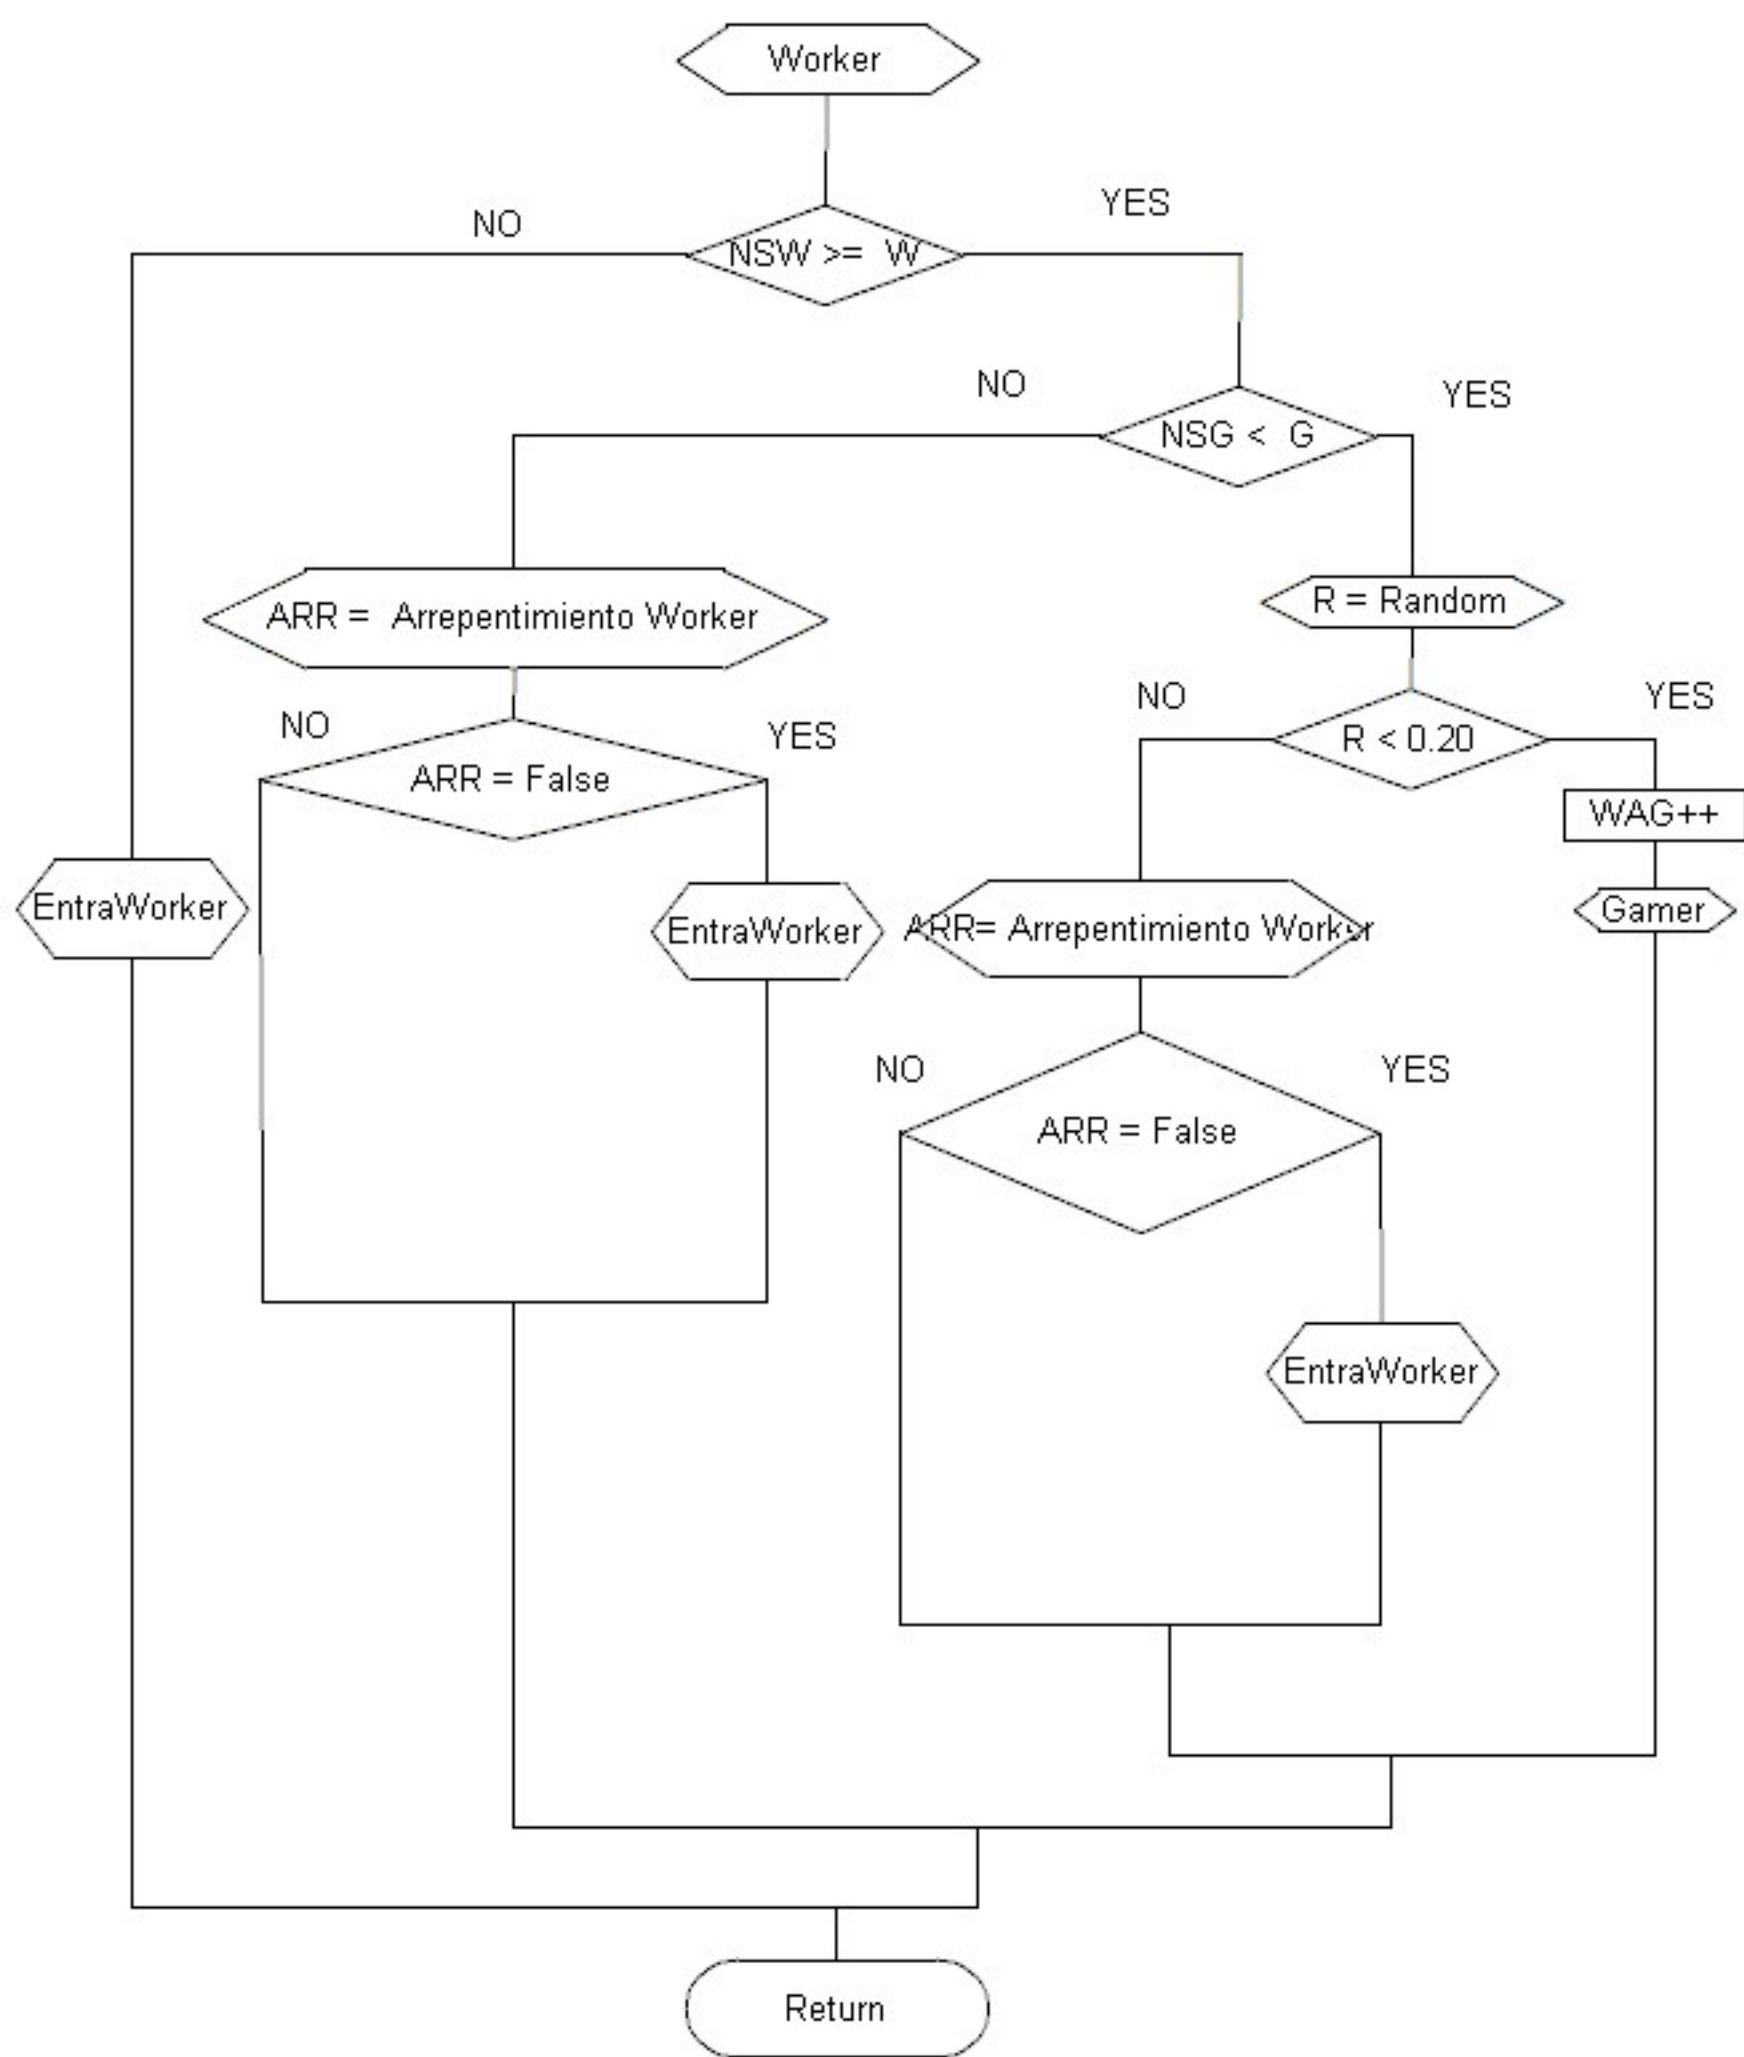 Worker
NO
YES
NSW >= W
NO
YES
NSG < G
ARR = Arrepentimiento Worker
R = Random
NO
YES
ARR = False
NO
YES
R < 0.20
WAG++
EntraWorker
EntraWorker
ARR= Arrepentimiento Worker
Gamer
NO
YES
ARR = False
EntraWorker
Return